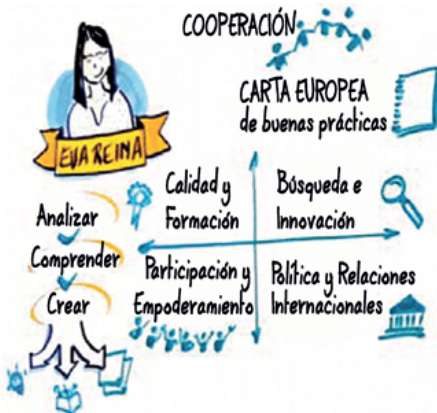 COOPERACIÓN
CARTA EUROPEA
de buenas prácticas
EVA REINA
Analizar
Comprender
Crear
Calidad y
Formación
Búsqueda e
Innovación
Participación y
Empoderamiento
Política y Relaciones
Internacionales